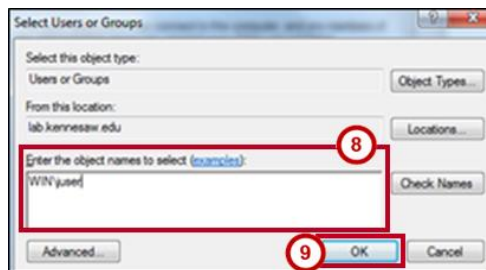 Select Users or Groups
Select this object type:
Users or Groups
Object Types...
From this location:
lab.kennesaw.edu
Locations...
8
Enter the object names to select (examples):
WIN\juser
Check Names
Advanced...
9
OK
Cancel